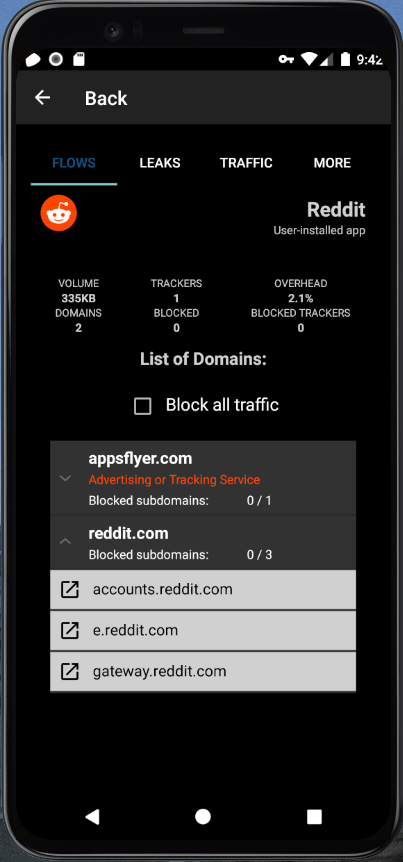 9:42
Back
FLOWS LEAKS TRAFFIC MORE
Reddit
User-installed app
VOLUME TRACKERS OVERHEAD
335KB 1 2.1%
DOMAINS BLOCKED BLOCKED TRACKERS
2 0 0
List of Domains:
Block all traffic
appsflyer.com
Advertising or Tracking Service
Blocked subdomains: 0 / 1
reddit.com
Blocked subdomains: 0 / 3
accounts.reddit.com
e.reddit.com
gateway.reddit.com